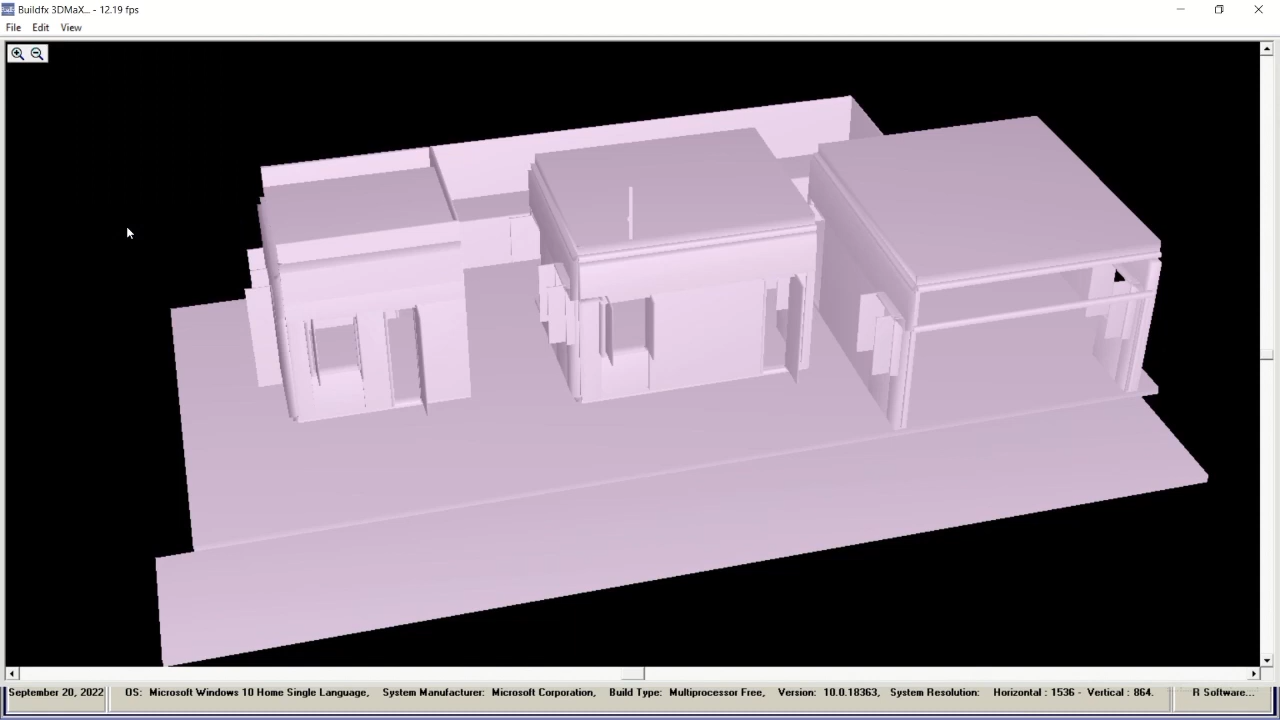 Buildfx 3DMaX... - 12.19 fps
File Edit View
September 20, 2022 OS: Microsoft Windows 10 Home Single Language, System Manufacturer: Microsoft Corporation, Build Type: Multiprocessor Free, Version: 10.0.18363, System Resolution: Horizontal : 1536 - Vertical : 864. R Software...